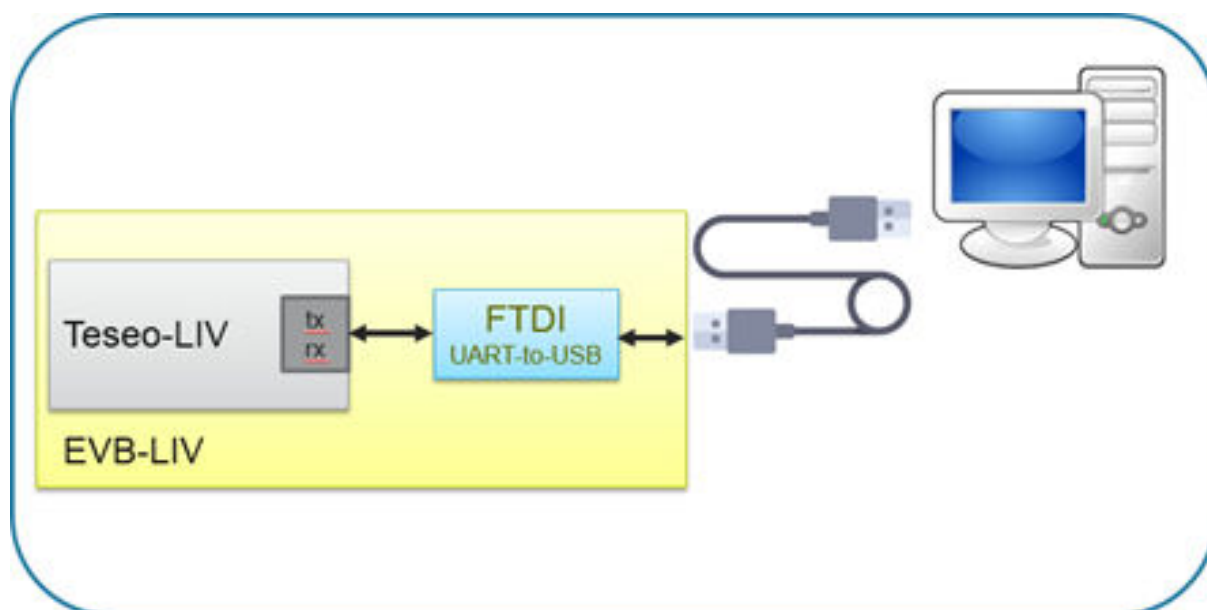 Teseo-LIV
tx
rx
FTDI
UART-to-USB
EVB-LIV